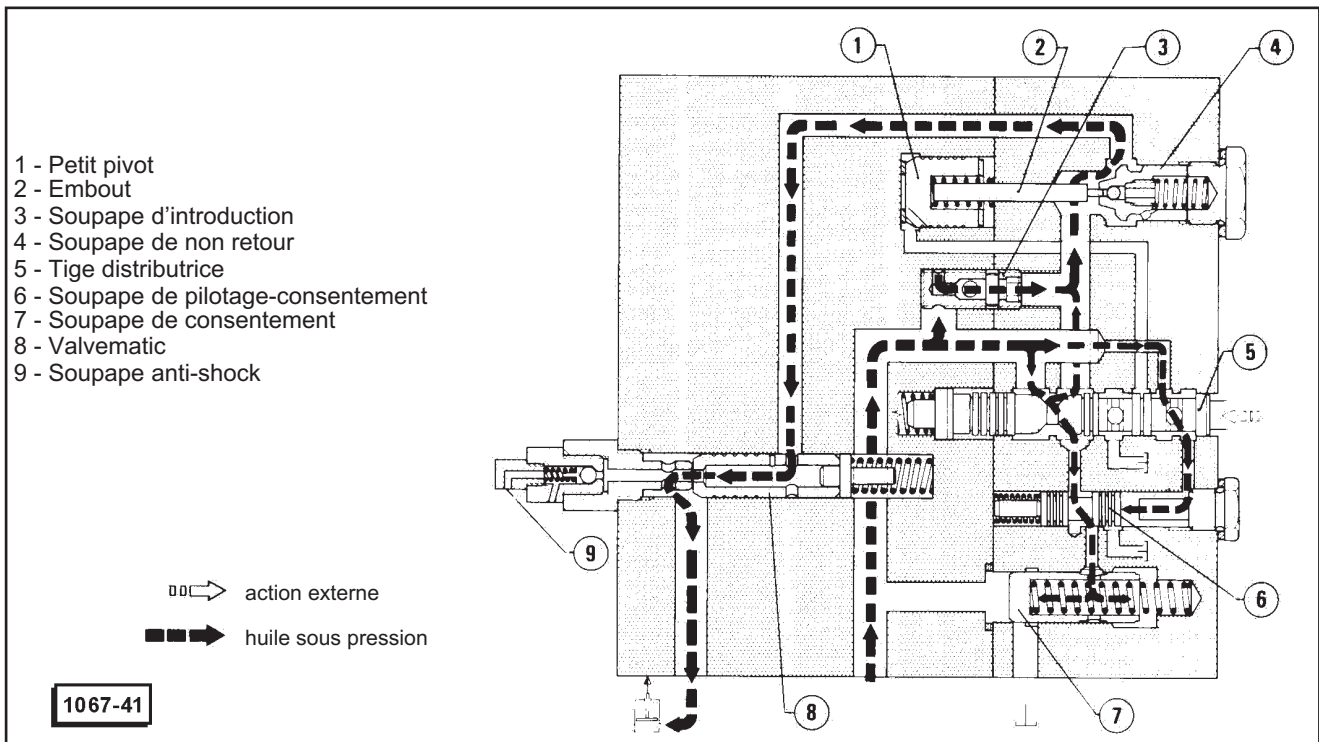 1 - Petit pivot
2 - Embout
3 - Soupape d'introduction
4 - Soupape de non retour
5 - Tige distributrice
6 - Soupape de pilotage-consentement
7 - Soupape de consentement
8 - Valvematic
9 - Soupape anti-shock
action externe
huile sous pression
1067-41
1
2
3
4
5
6
7
8
9